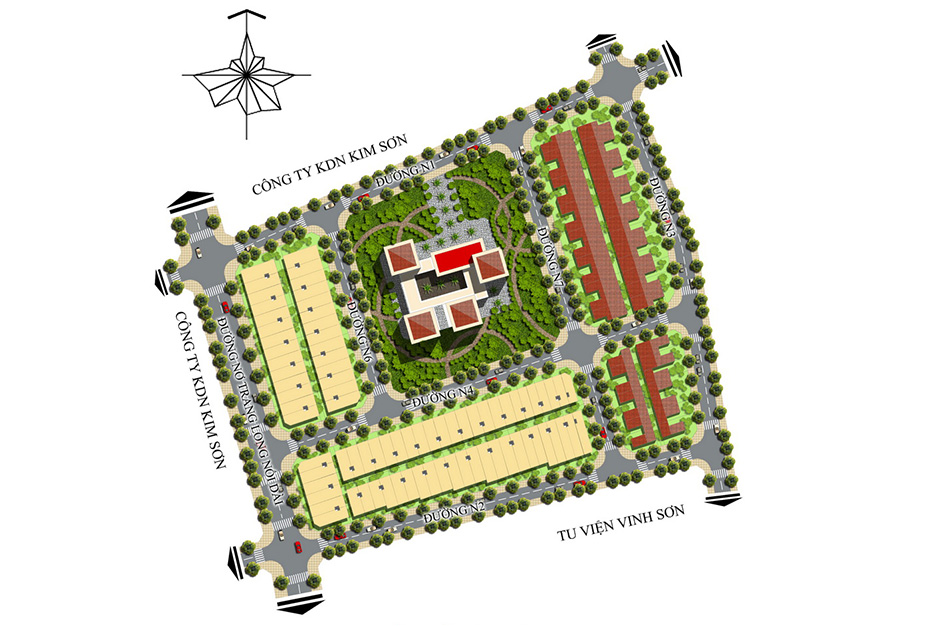 CÔNG TY KDN KIM SƠN
ĐƯỜNG N1
ĐƯỜNG N3
ĐƯỜNG N7
CÔNG TY KDN KIM SƠN
ĐƯỜNG NƠ TRANG LONG NỐI DÀI
ĐƯỜNG N6
ĐƯỜNG N4
ĐƯỜNG N2
TU VIỆN VINH SƠN